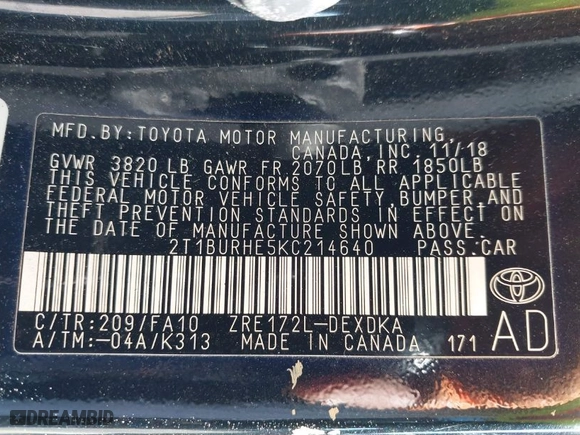 MFD.BY:TOYOTA MOTOR MANUFACTURING,
CANADA, INC. 11/18
GVWR 3820 LB GAWR FR 2070LB RR 1850LB
THIS VEHICLE CONFORMS TO ALL APPLICABLE
FEDERAL MOTOR VEHICLE SAFETY, BUMPER, AND
THEFT PREVENTION STANDARDS IN EFFECT ON
THE DATE OF MANUFACTURE SHOWN ABOVE.
2T1BURHE5KC214640 PASS.CAR
C/TR:209/FA10 ZRE172L-DEXDKA
A/TM:-04A/K313 MADE IN CANADA 171 AD
DREAMBID